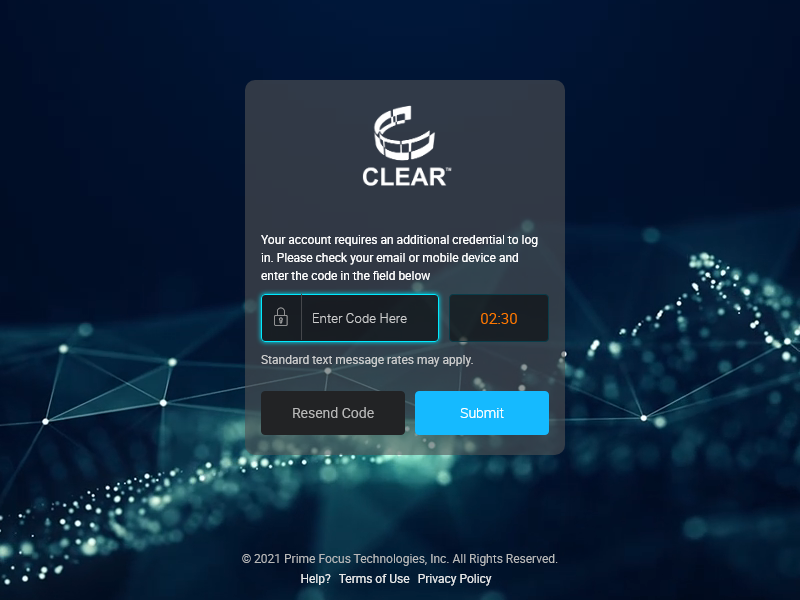 CLEAR™
Your account requires an additional credential to log
in. Please check your email or mobile device and
enter the code in the field below
Enter Code Here
02:30
Standard text message rates may apply.
Resend Code
Submit
© 2021 Prime Focus Technologies, Inc. All Rights Reserved.
Help? Terms of Use Privacy Policy